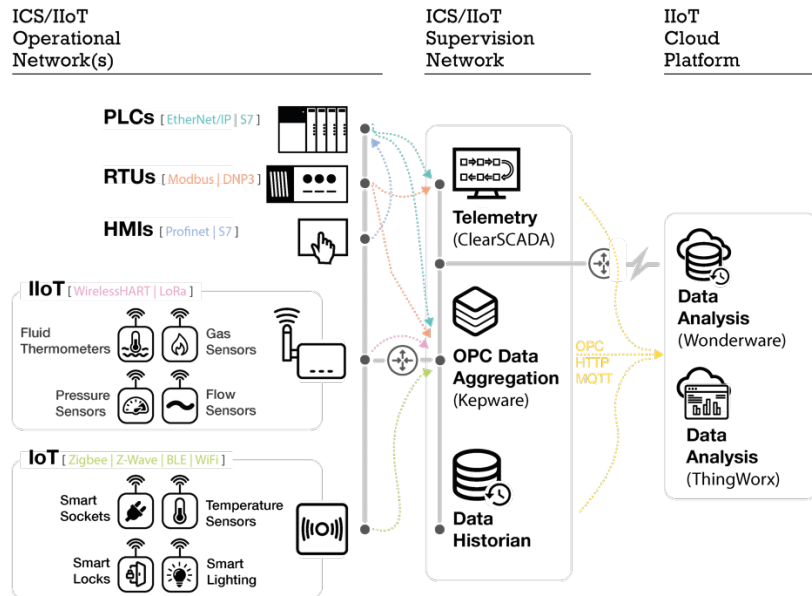 ICS/IIoT
Operational
Network(s)
ICS/IIoT
Supervision
Network
IIoT
Cloud
Platform
PLCs [ EtherNet/IP | S7 ]
RTUs [ Modbus | DNP3 ]
HMIs [ Profinet | S7 ]
IIoT [ WirelessHART | LoRa ]
Fluid
Thermometers
Gas
Sensors
Pressure
Sensors
Flow
Sensors
IoT [ Zigbee | Z-Wave | BLE | WiFi ]
Smart
Sockets
Temperature
Sensors
Smart
Locks
Smart
Lighting
Telemetry
(ClearSCADA)
OPC Data
Aggregation
(Kepware)
Data
Historian
OPC
HTTP
MQTT
Data
Analysis
(Wonderware)
Data
Analysis
(ThingWorx)